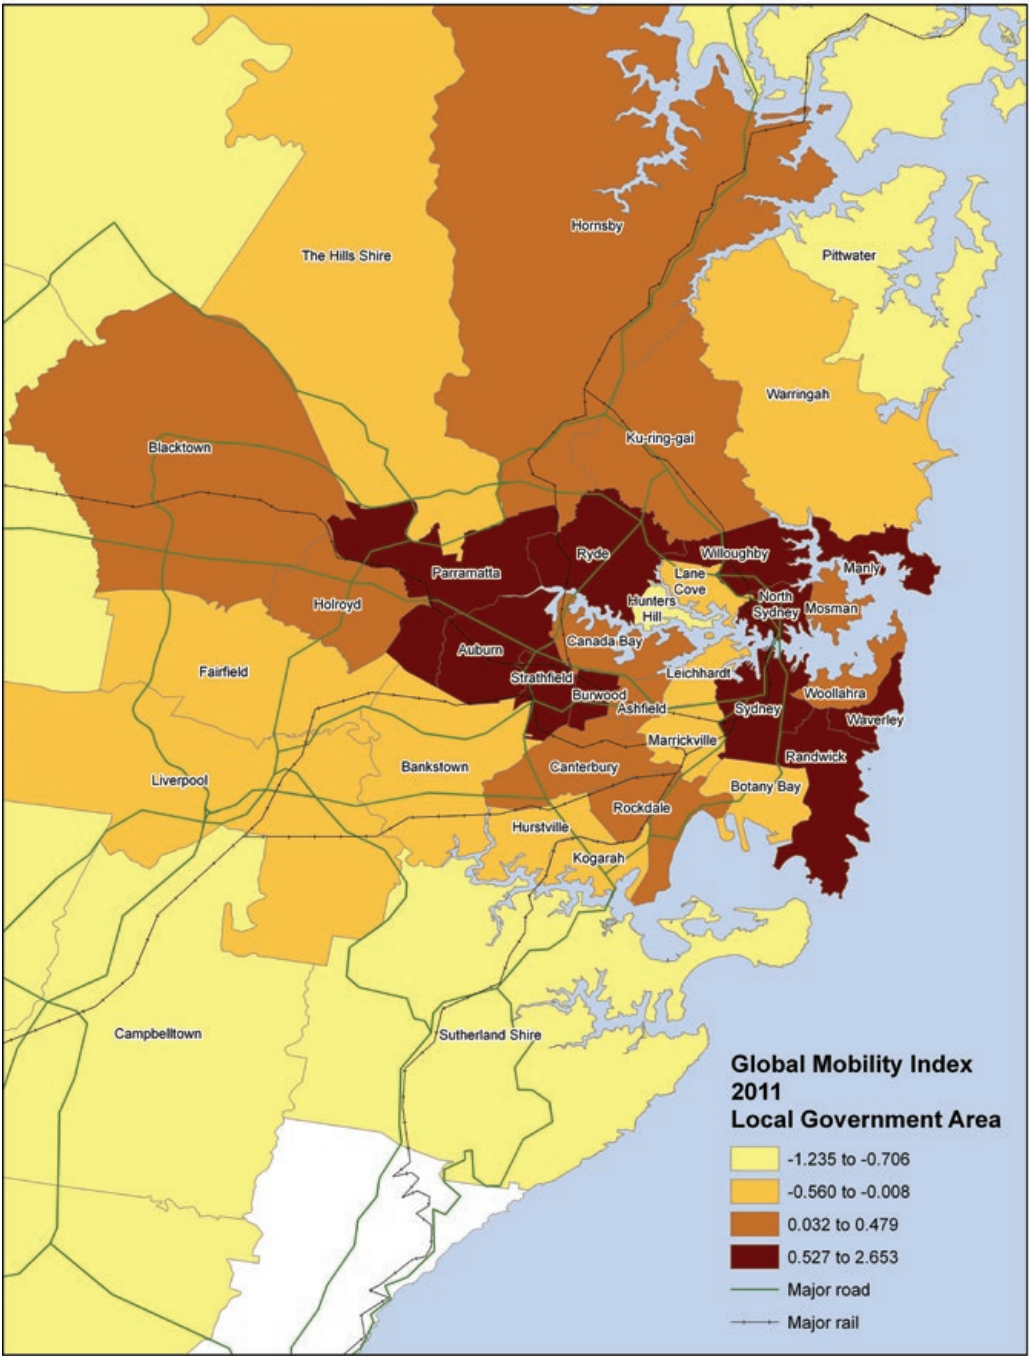 Hornsby
The Hills Shire
Pittwater
Warringah
Ku-ring-gai
Blacktown
Ryde
Willoughby
Parramatta
Lane
Cove
Manly
Holroyd
Hunters
Hill
North
Sydney
Mosman
Canada Bay
Auburn
Fairfield
Leichhardt
Strathfield
Burwood
Woollahra
Ashfield
Sydney
Waverley
Marrickville
Randwick
Liverpool
Bankstown
Canterbury
Botany Bay
Rockdale
Hurstville
Kogarah
Campbelltown
Sutherland Shire
Global Mobility Index
2011
Local Government Area
-1.235 to -0.706
-0.560 to -0.008
0.032 to 0.479
0.527 to 2.653
Major road
Major rail